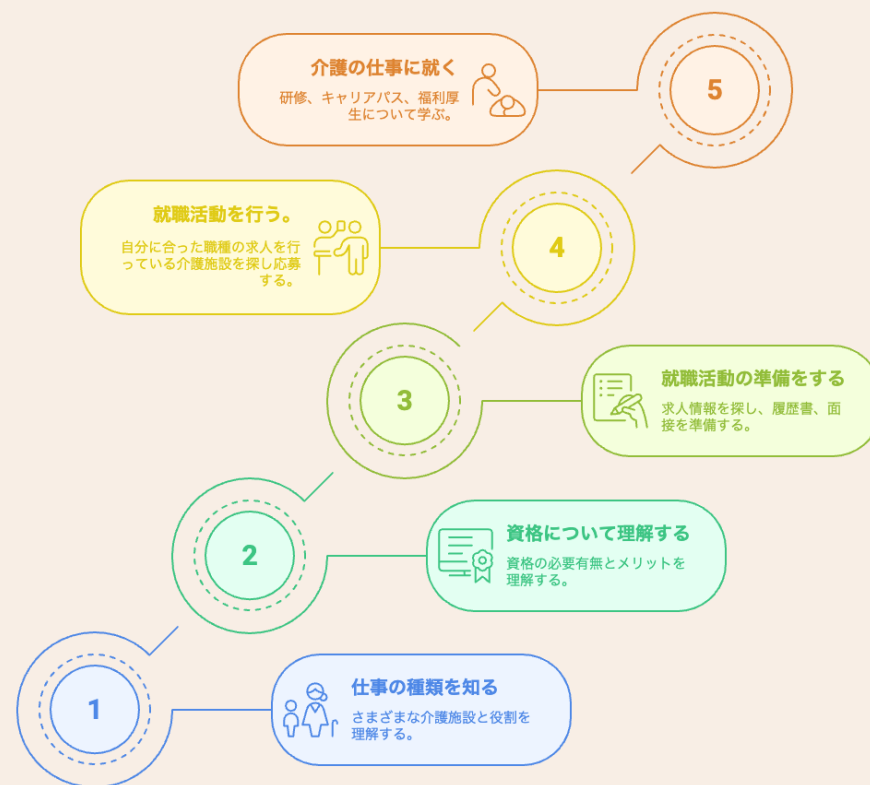 介護の仕事に就く
研修、キャリアパス、福利厚
生について学ぶ。
5
就職活動を行う。
自分に合った職種の求人を行
っている介護施設を探し応募
する。
4
3
就職活動の準備をする
求人情報を探し、履歴書、面
接を準備する。
2
資格について理解する
資格の必要有無とメリットを
理解する。
1
仕事の種類を知る
さまざまな介護施設と役割を
理解する。